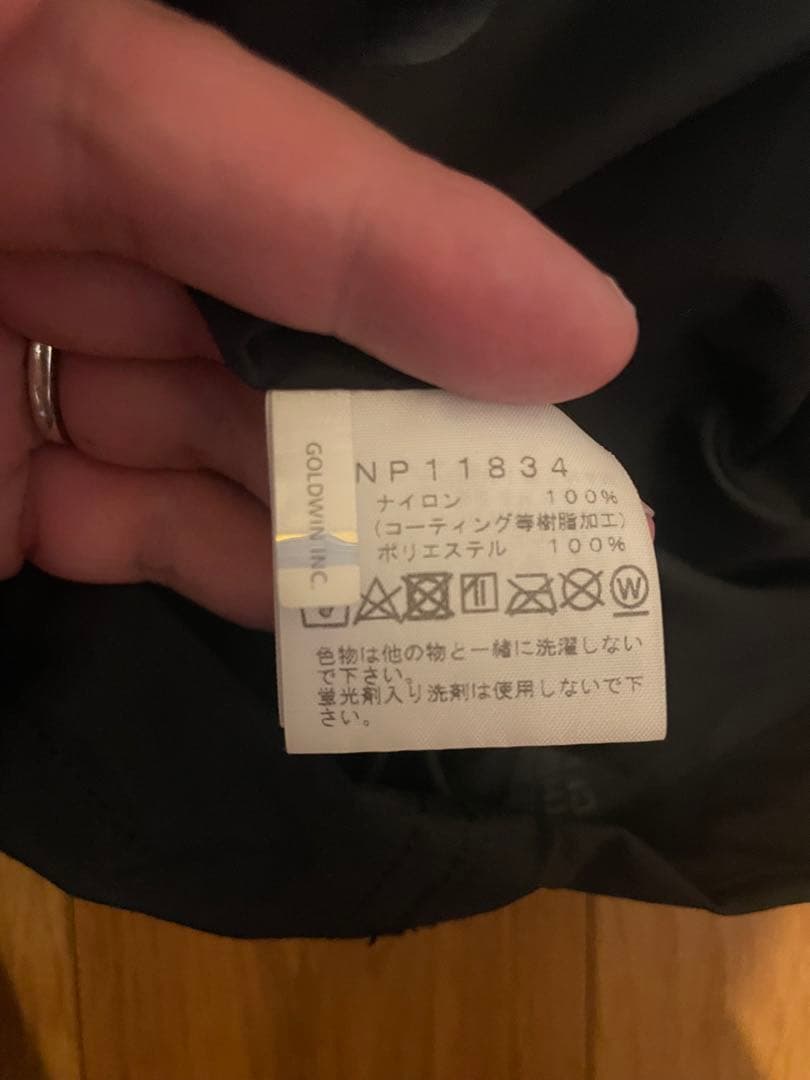 GOLDWIN INC.
NP11834
ナイロン 100%
(コーティング等樹脂加工)
ポリエステル 100%
W
色物は他の物と一緒に洗濯しない
で下さい。
蛍光剤入り洗剤は使用しないで下
さい。